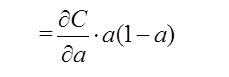 = ∂C/∂a · a(1−a)